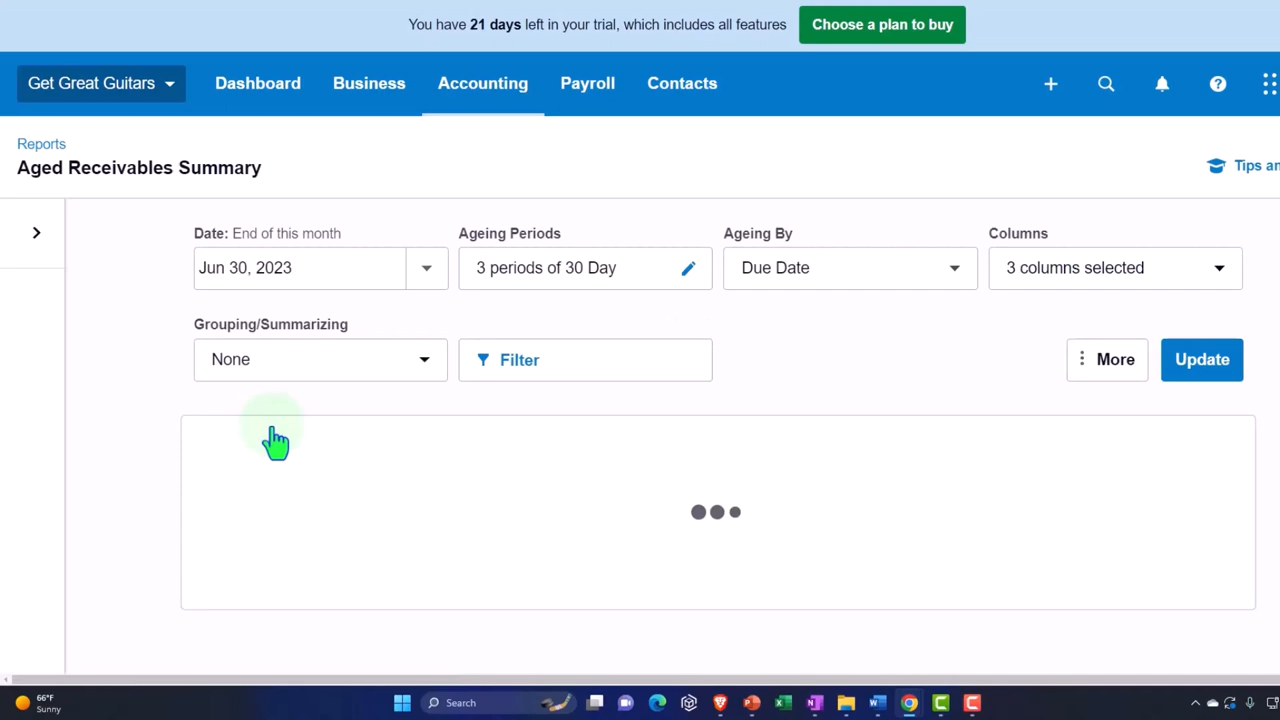 You have 21 days left in your trial, which includes all features
Choose a plan to buy
Get Great Guitars
Dashboard
Business
Accounting
Payroll
Contacts
Reports
Aged Receivables Summary
Tips an
Date: End of this month
Ageing Periods
Ageing By
Columns
Jun 30, 2023
3 periods of 30 Day
Due Date
3 columns selected
Grouping/Summarizing
None
Filter
More
Update
66°F
Sunny
Search